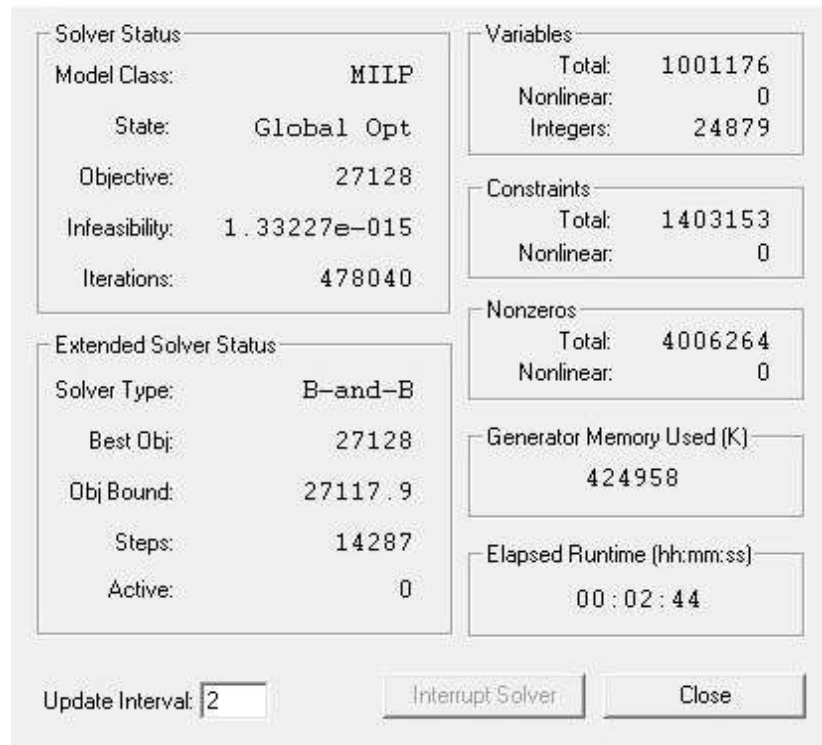 Solver Status
Model Class: MILP
State: Global Opt
Objective: 27128
Infeasibility: 1.33227e-015
Iterations: 478040
Extended Solver Status
Solver Type: B-and-B
Best Obj: 27128
Obj Bound: 27117.9
Steps: 14287
Active: 0
Variables
Total: 1001176
Nonlinear: 0
Integers: 24879
Constraints
Total: 1403153
Nonlinear: 0
Nonzeros
Total: 4006264
Nonlinear: 0
Generator Memory Used (K)
424958
Elapsed Runtime (hh:mm:ss)
00:02:44
Update Interval: 2
Interrupt Solver
Close